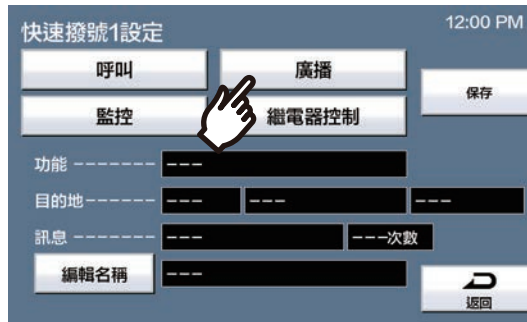 快速撥號1設定 12:00 PM
呼叫 廣播
保存
監控 繼電器控制
功能 ------- ---
目的地------ --- --- ---
訊息 ------- --- ---次數
編輯名稱 ---
返回